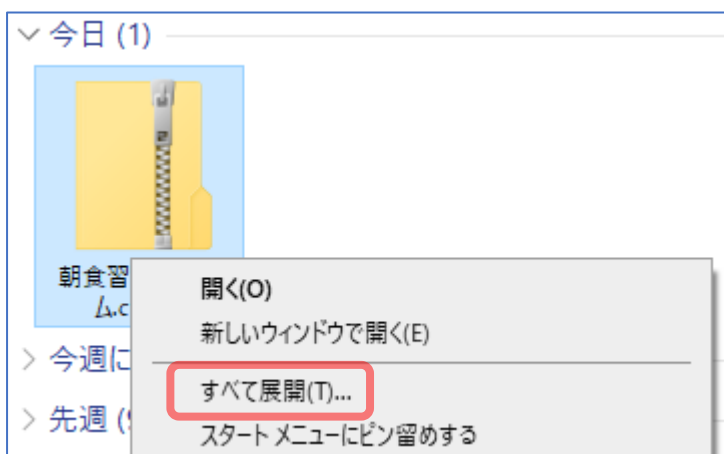 今日 (1)
朝食習
ム.c
開く(O)
新しいウィンドウで開く(E)
今週に
すべて展開(T)...
先週 (
スタート メニューにピン留めする